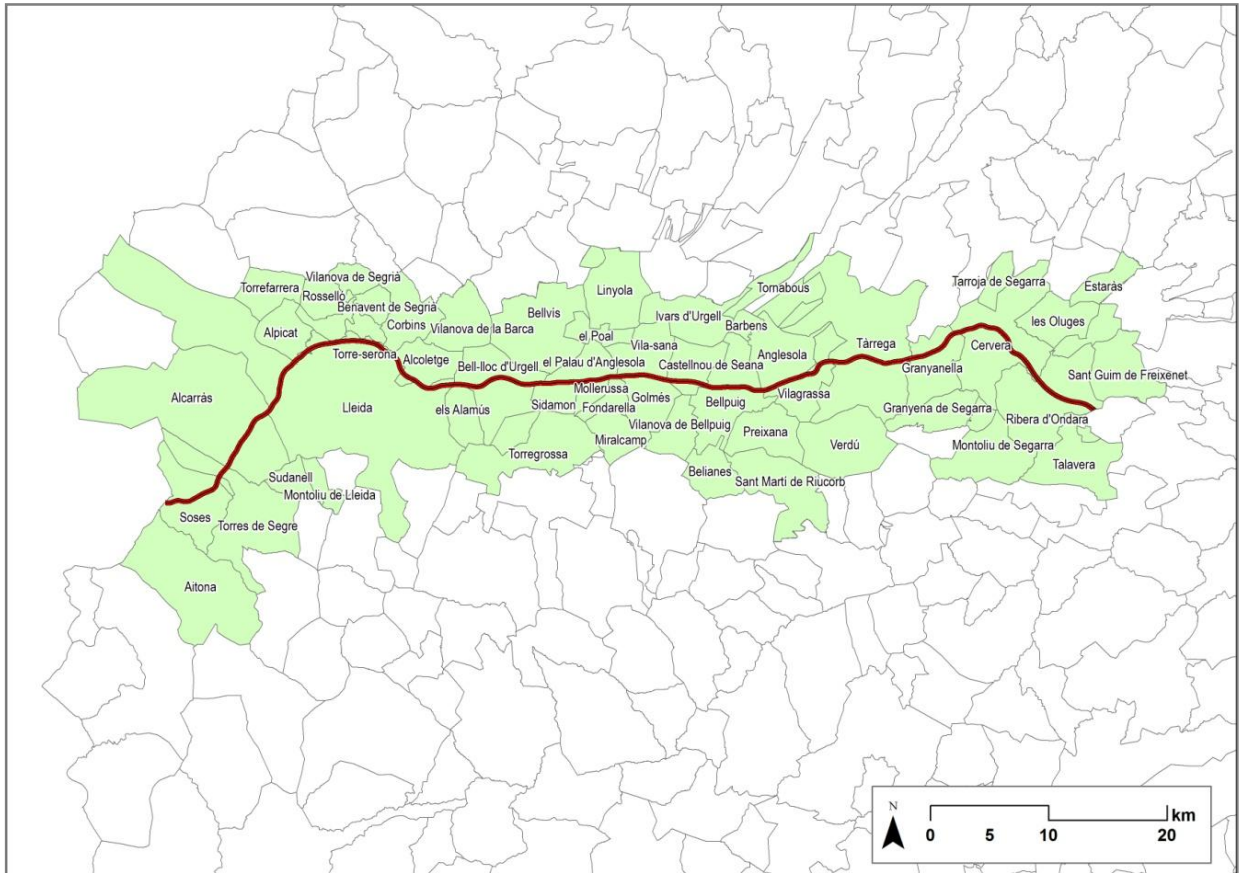 Vilanova de Segrià
Tarroja de Segarra
Torrefarrera
Estaràs
Linyola
Tornabous
Rosselló
Benavent de Segrià
Bellvís
Ivars d'Urgell
les Oluges
Corbins
Vilanova de la Barca
Barbens
Alpicat
el Poal
Tàrrega
Cervera
Vila-sana
Torre-serona
Alcoletge
Anglesola
el Palau d'Anglesola
Bell-lloc d'Urgell
Castellnou de Seana
Granyanella
Sant Guim de Freixenet
Mollerussa
Alcarràs
Golmés
Vilagrassa
Bellpuig
Lleida
els Alamús
Sidamon
Fondarella
Granyena de Segarra
Ribera d'Ondara
Vilanova de Bellpuig
Preixana
Miralcamp
Verdú
Montoliu de Segarra
Torregrossa
Talavera
Belianes
Sudanell
Sant Martí de Riucorb
Montoliu de Lleida
Soses
Torres de Segre
Aitona
N
km
0 5 10 20